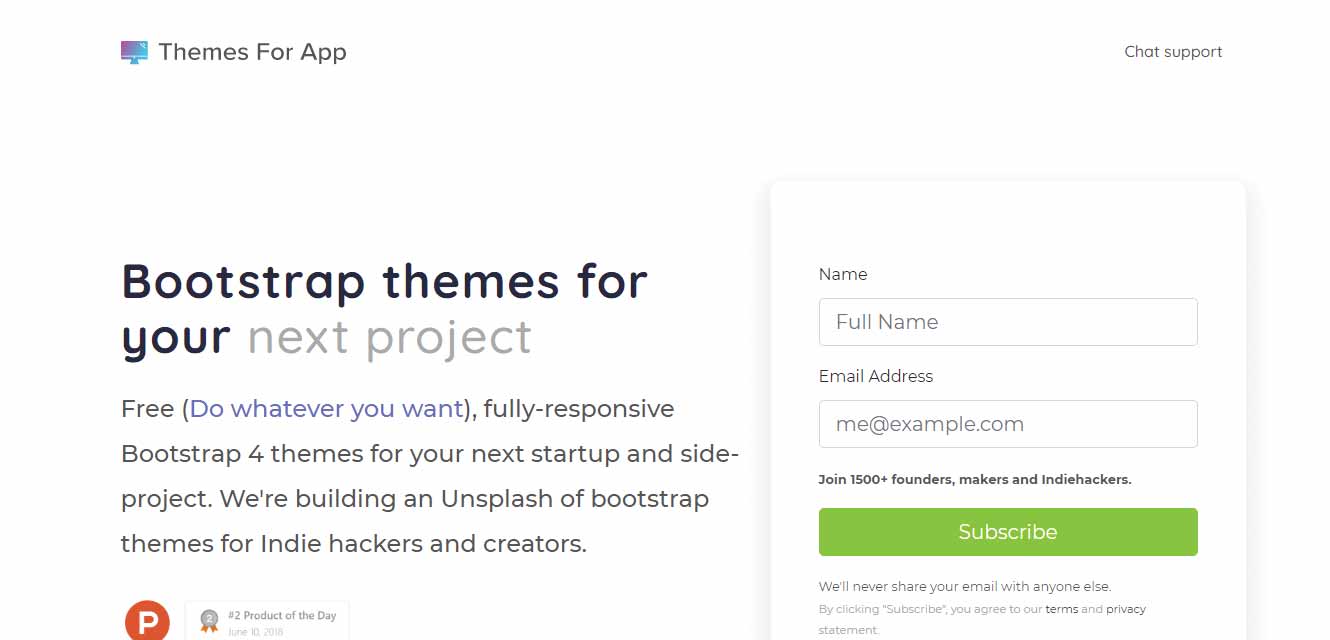 Themes For App
Chat support
Bootstrap themes for
your next project
Free (Do whatever you want), fully-responsive
Bootstrap 4 themes for your next startup and side-
project. We're building an Unsplash of bootstrap
themes for Indie hackers and creators.
P
2
#2 Product of the Day
June 10, 2018
Name
Full Name
Email Address
me@example.com
Join 1500+ founders, makers and Indiehackers.
Subscribe
We'll never share your email with anyone else.
By clicking "Subscribe", you agree to our terms and privacy
statement.